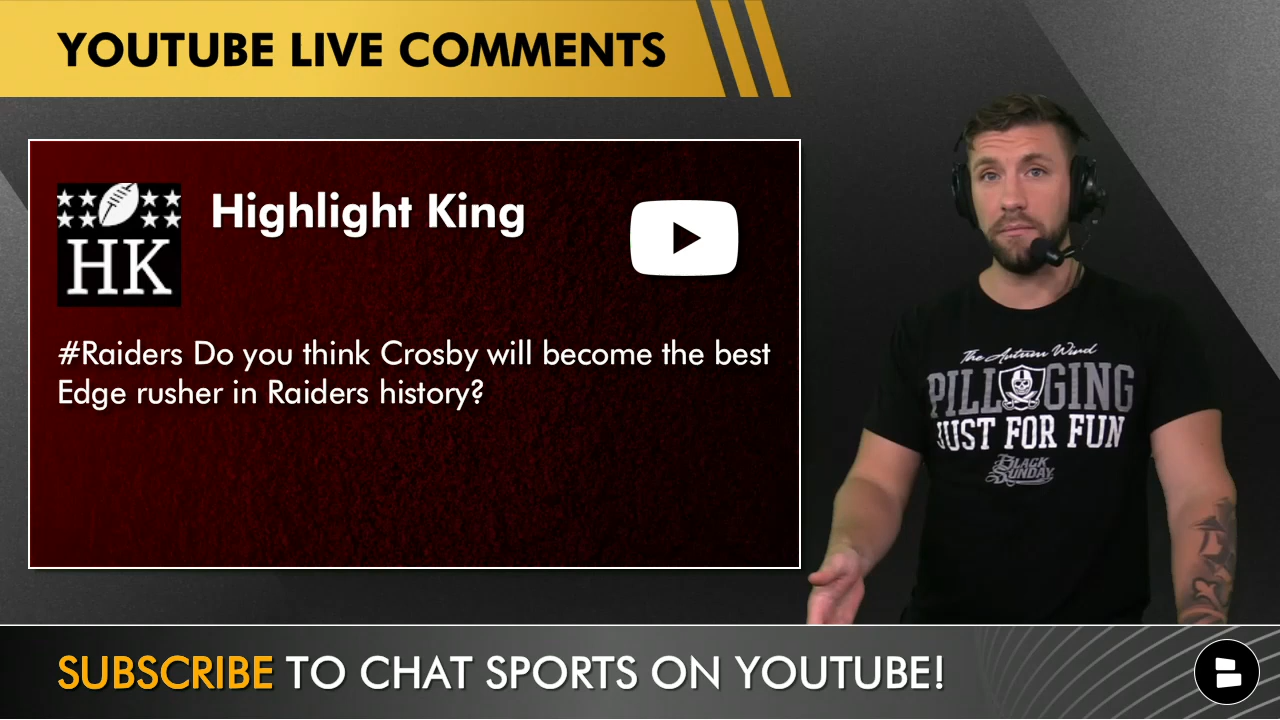 YOUTUBE LIVE COMMENTS
HK
Highlight King
#Raiders Do you think Crosby will become the best
Edge rusher in Raiders history?
The Autumn Wind
PILLAGING
JUST FOR FUN
BLACK
SUNDAY
SUBSCRIBE TO CHAT SPORTS ON YOUTUBE!